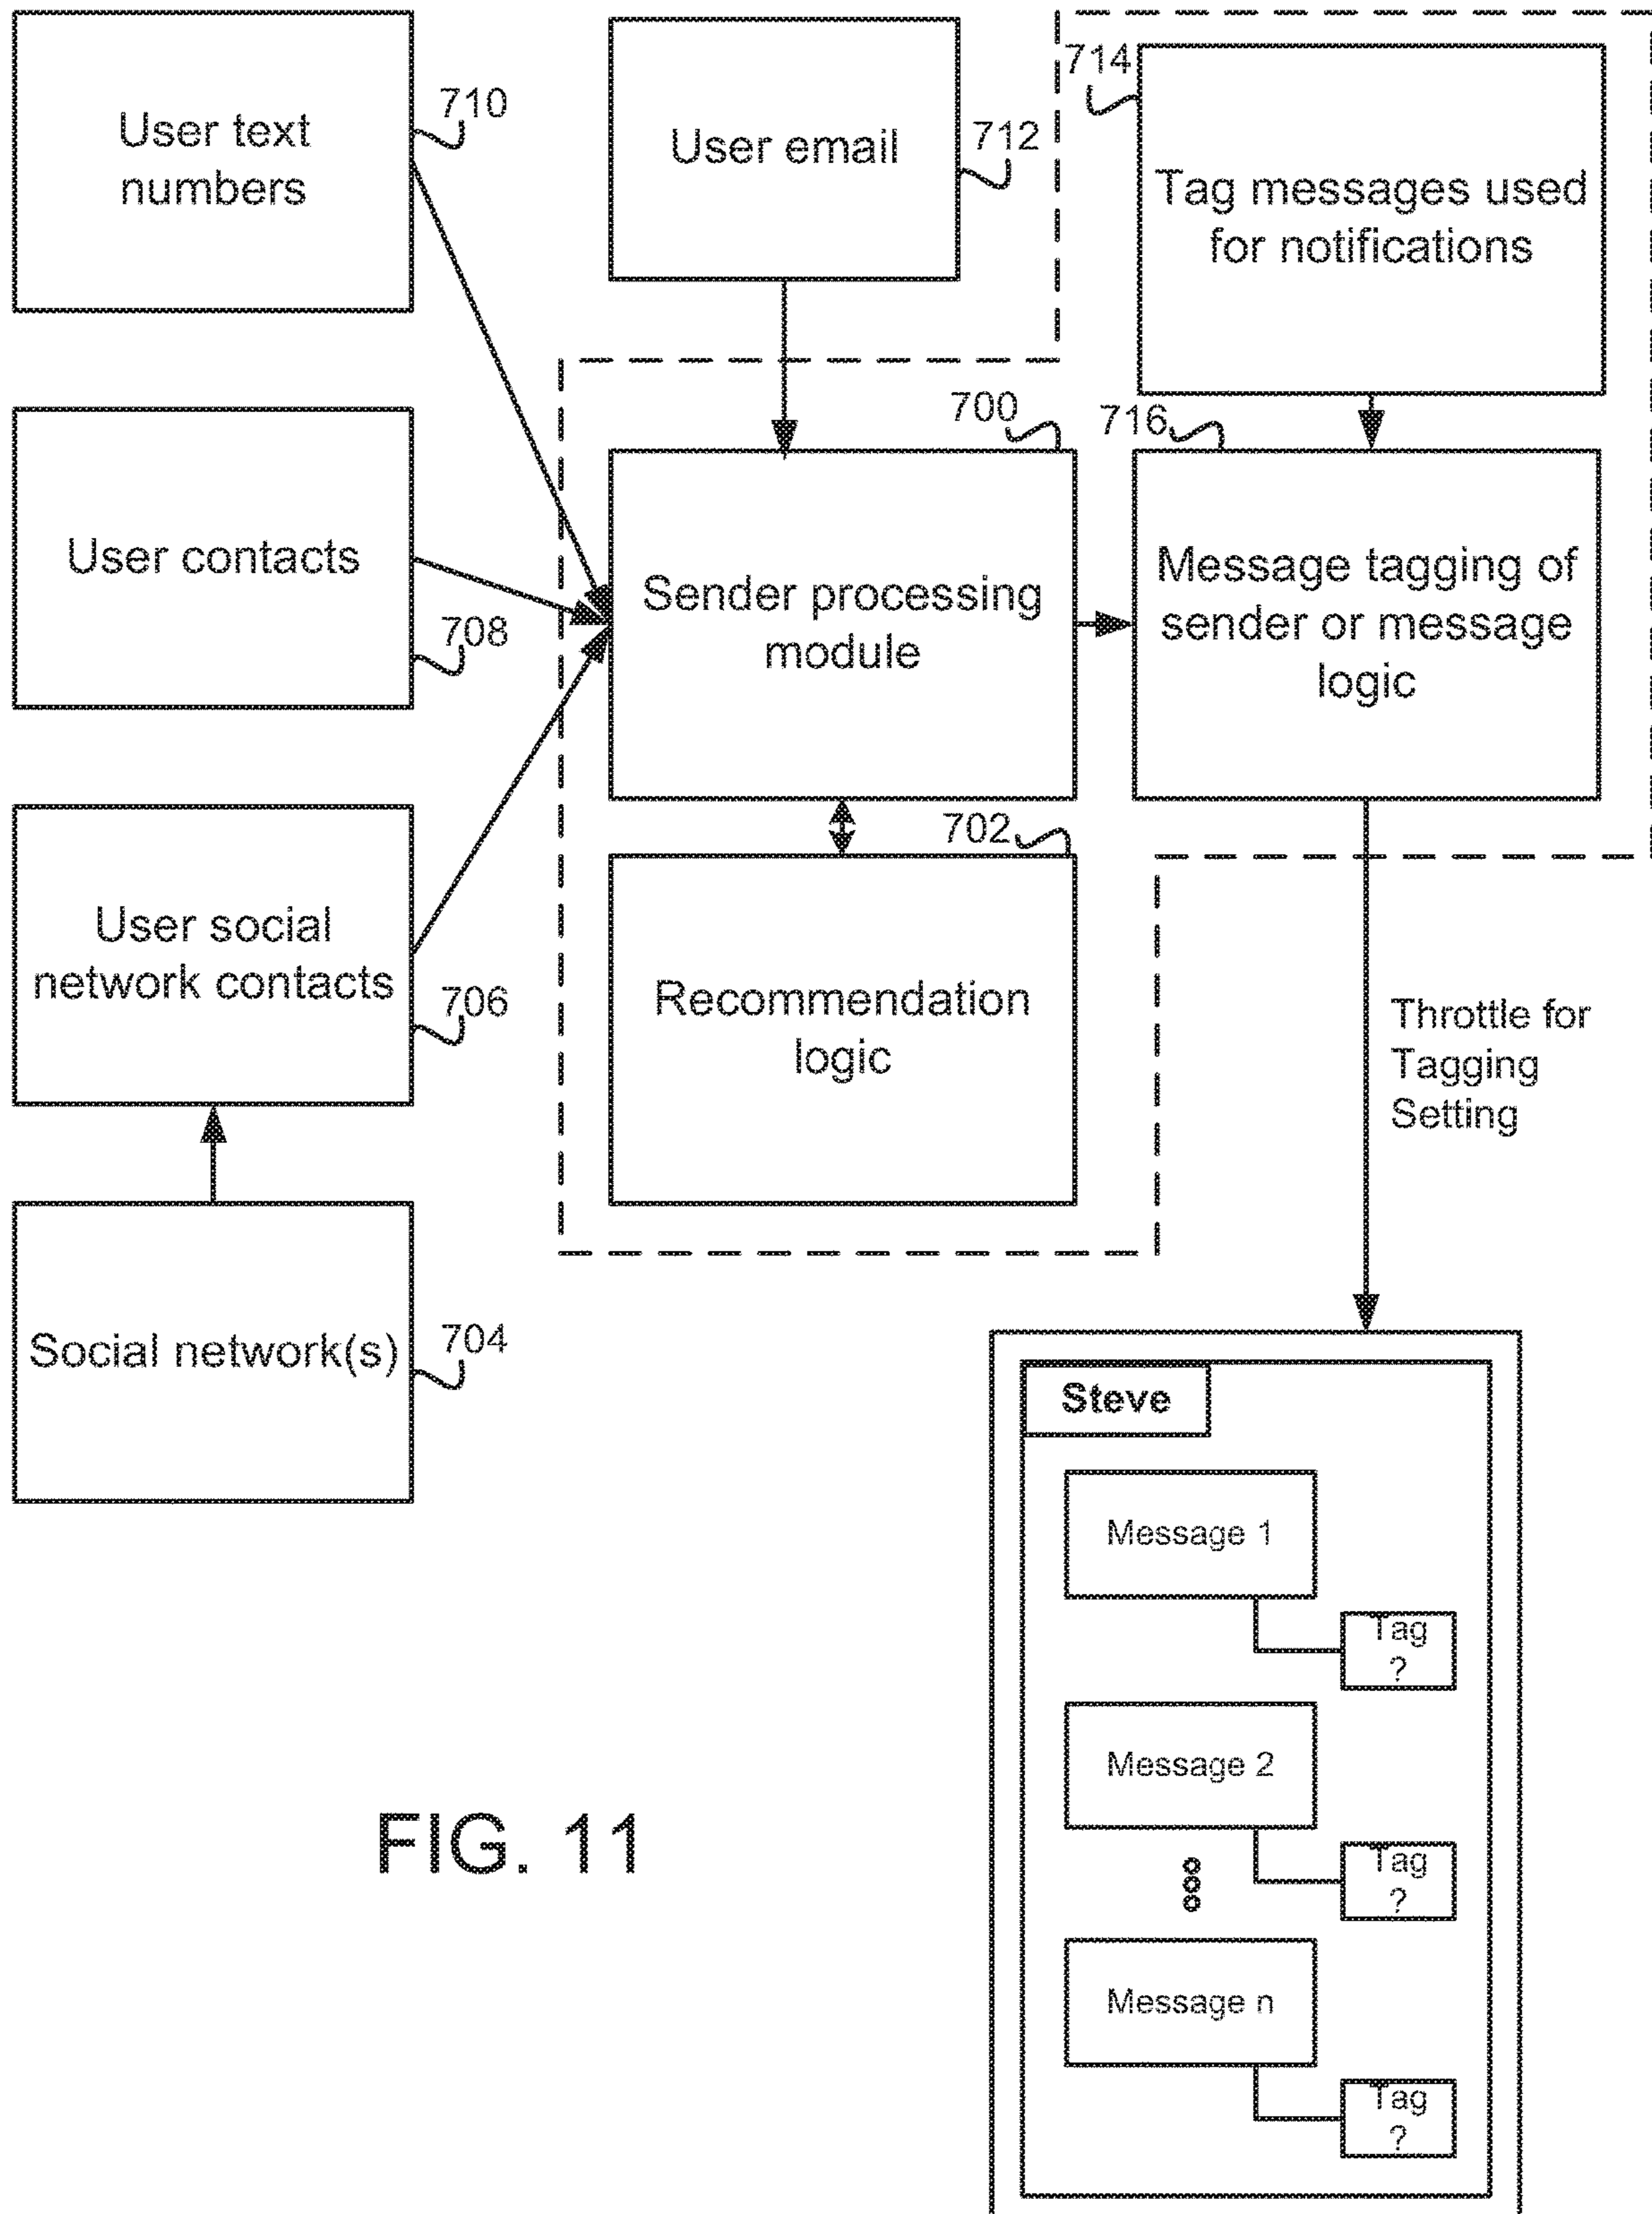 User text
numbers
710
User email
712
714
Tag messages used
for notifications
User contacts
708
700
Sender processing
module
716
Message tagging of
sender or message
logic
User social
network contacts
706
702
Recommendation
logic
Throttle for
Tagging
Setting
Social network(s)
704
Steve
Message 1
Tag
?
Message 2
Tag
?
Message n
Tag
?
FIG. 11